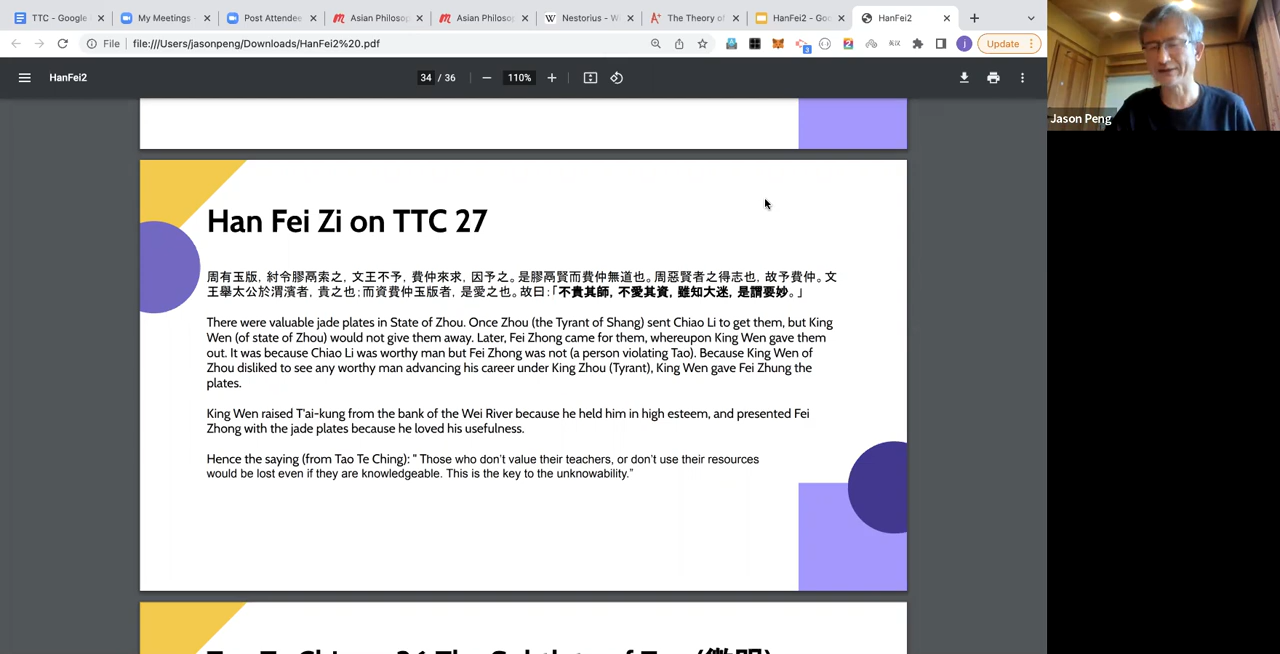 TTC - Google
My Meetings -
Post Attendee
Asian Philosop
Asian Philosop
Nestorius - W
The Theory of
HanFei2 - Goo
HanFei2
File
file:///Users/jasonpeng/Downloads/HanFei2%20.pdf
Update
HanFei2
34 / 36
110%
Jason Peng
Han Fei Zi on TTC 27
周有玉版, 紂令膠鬲索之, 文王不予, 費仲來求, 因予之。是膠鬲賢而費仲無道也。周惡賢者之得志也, 故予費仲。文
王舉太公於渭濱者, 貴之也;而資費仲玉版者, 是愛之也。故曰:「不貴其師, 不愛其資, 雖知大迷, 是謂要妙。」
There were valuable jade plates in State of Zhou. Once Zhou (the Tyrant of Shang) sent Chiao Li to get them, but King
Wen (of state of Zhou) would not give them away. Later, Fei Zhong came for them, whereupon King Wen gave them
out. It was because Chiao Li was worthy man but Fei Zhong was not (a person violating Tao). Because King Wen of
Zhou disliked to see any worthy man advancing his career under King Zhou (Tyrant), King Wen gave Fei Zhung the
plates.
King Wen raised T'ai-kung from the bank of the Wei River because he held him in high esteem, and presented Fei
Zhong with the jade plates because he loved his usefulness.
Hence the saying (from Tao Te Ching): " Those who don't value their teachers, or don't use their resources
would be lost even if they are knowledgeable. This is the key to the unknowability."